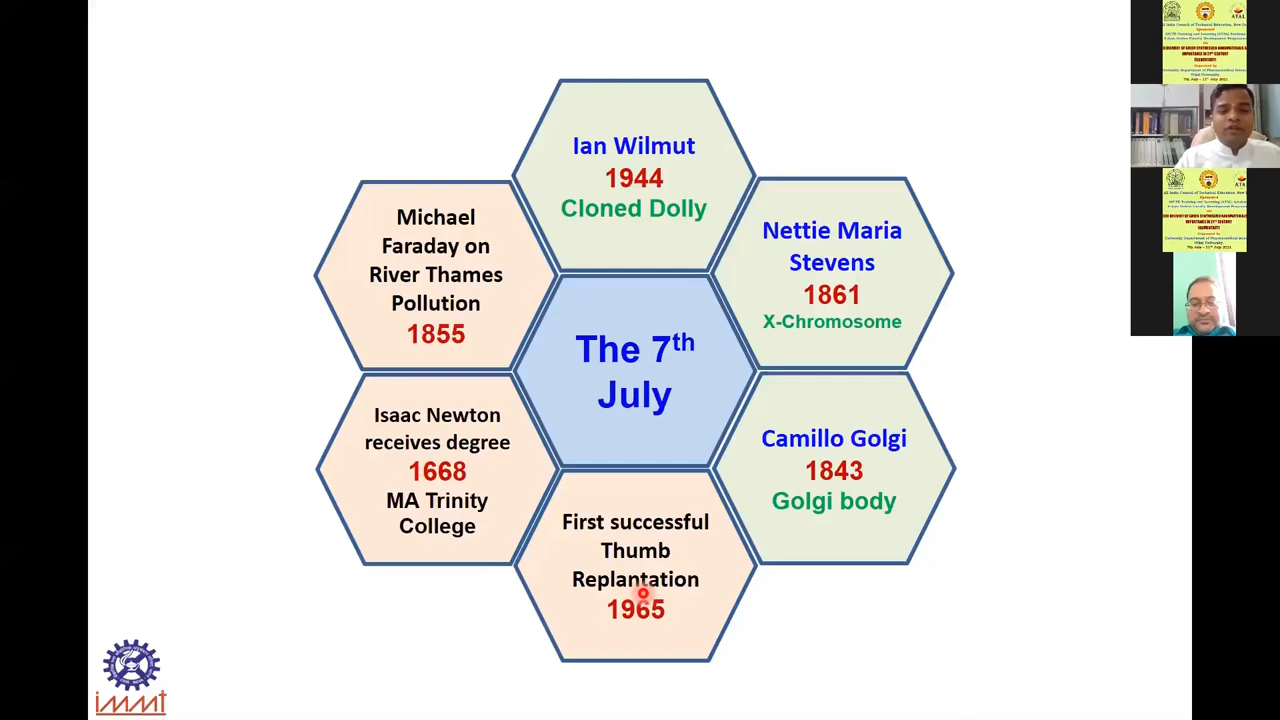 Ian Wilmut
1944
Cloned Dolly
Michael
Faraday on
River Thames
Pollution
1855
Nettie Maria
Stevens
1861
X-Chromosome
The 7th
July
Isaac Newton
receives degree
1668
MA Trinity
College
Camillo Golgi
1843
Golgi body
First successful
Thumb
Replantation
1965
immt
ATAL
ATAL